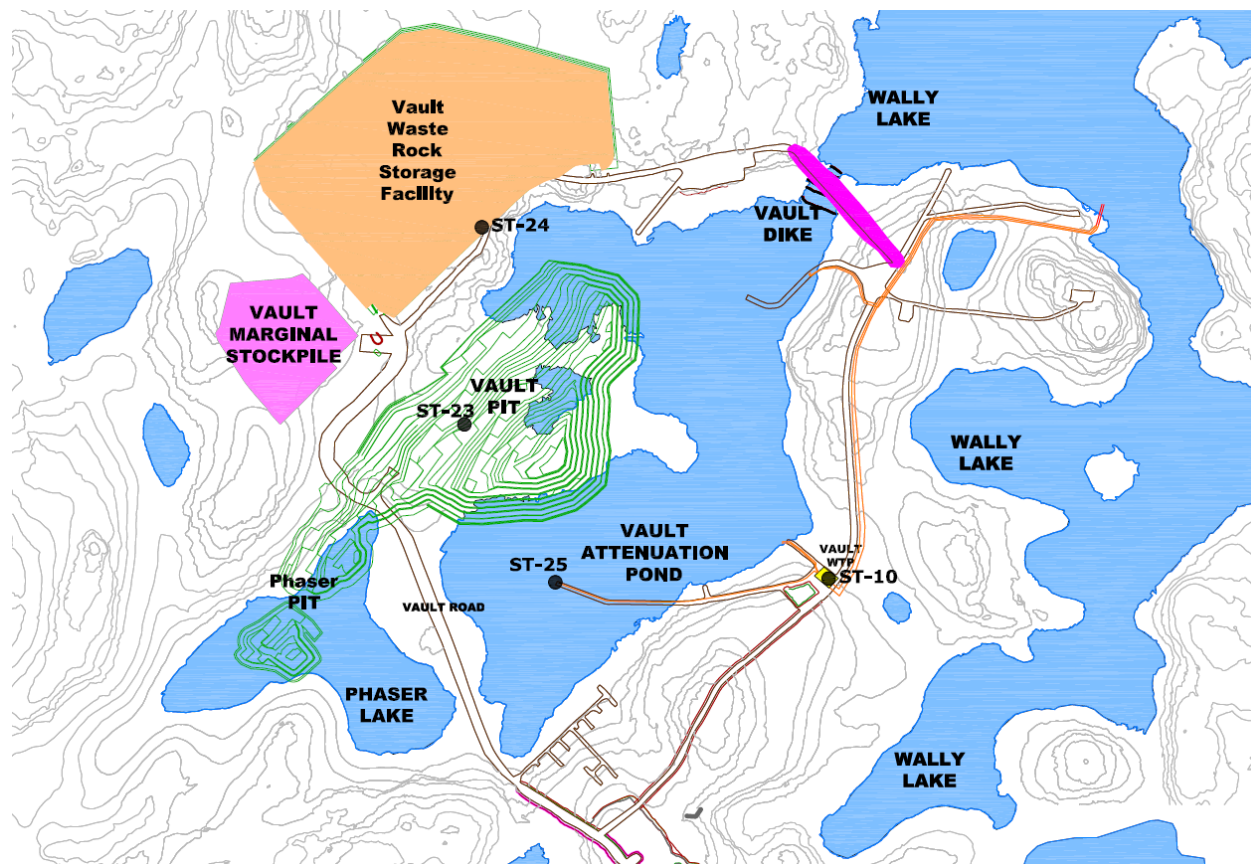 Vault
Waste
Rock
Storage
Facility
WALLY
LAKE
VAULT
DIKE
ST-24
VAULT
MARGINAL
STOCKPILE
VAULT
PIT
ST-23
WALLY
LAKE
VAULT
ATTENUATION
POND
ST-25
VAULT
WTP
ST-10
Phaser
PIT
VAULT ROAD
PHASER
LAKE
WALLY
LAKE